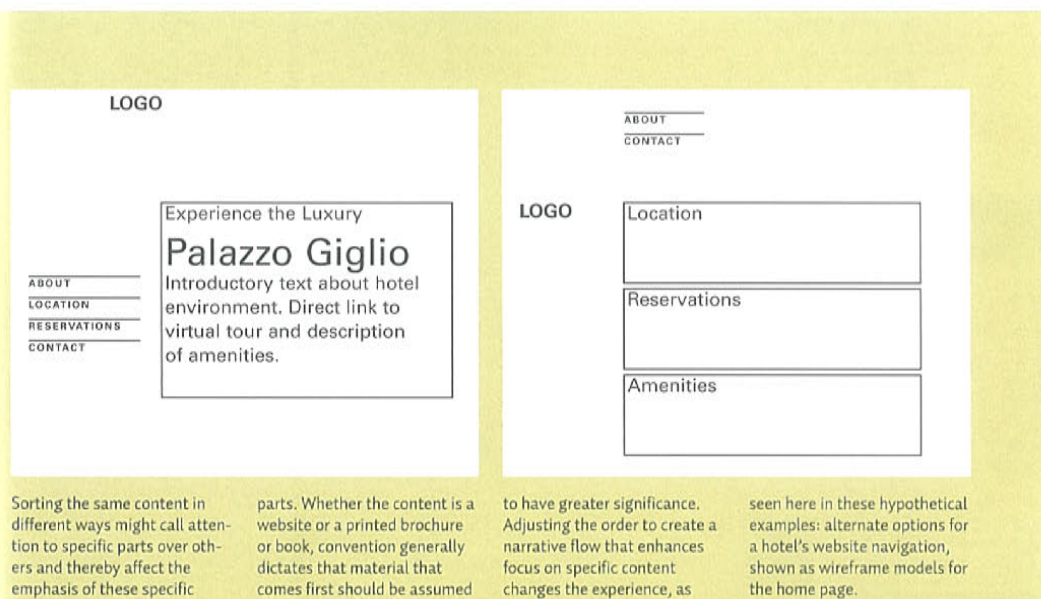 LOGO
Experience the Luxury
Palazzo Giglio
Introductory text about hotel
environment. Direct link to
virtual tour and description
of amenities.
ABOUT
LOCATION
RESERVATIONS
CONTACT
ABOUT
CONTACT
LOGO
Location
Reservations
Amenities
Sorting the same content in
different ways might call atten-
tion to specific parts over oth-
ers and thereby affect the
emphasis of these specific
parts. Whether the content is a
website or a printed brochure
or book, convention generally
dictates that material that
comes first should be assumed
to have greater significance.
Adjusting the order to create a
narrative flow that enhances
focus on specific content
changes the experience, as
seen here in these hypothetical
examples: alternate options for
a hotel's website navigation,
shown as wireframe models for
the home page.